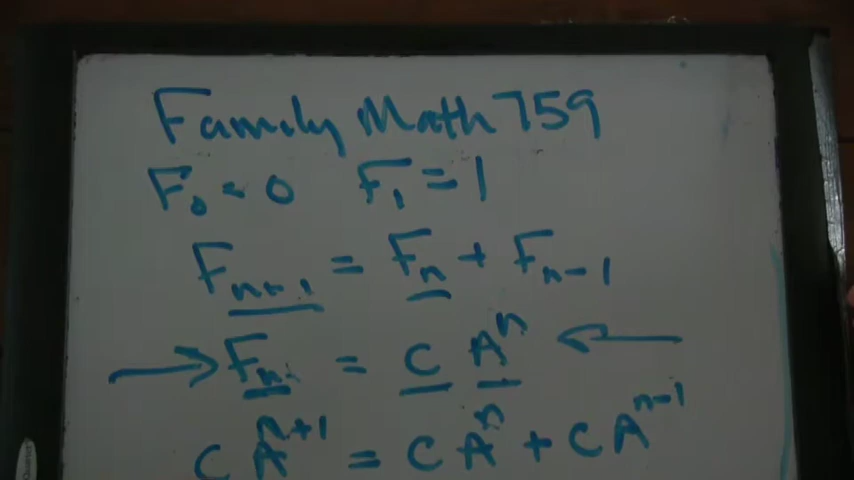 Family Math 759
F₀ = 0 F₁ = 1
Fₙ₊₁ = Fₙ + Fₙ₋₁
→ Fₙ = C Aⁿ ←
C Aⁿ⁺¹ = C Aⁿ + C Aⁿ⁻¹